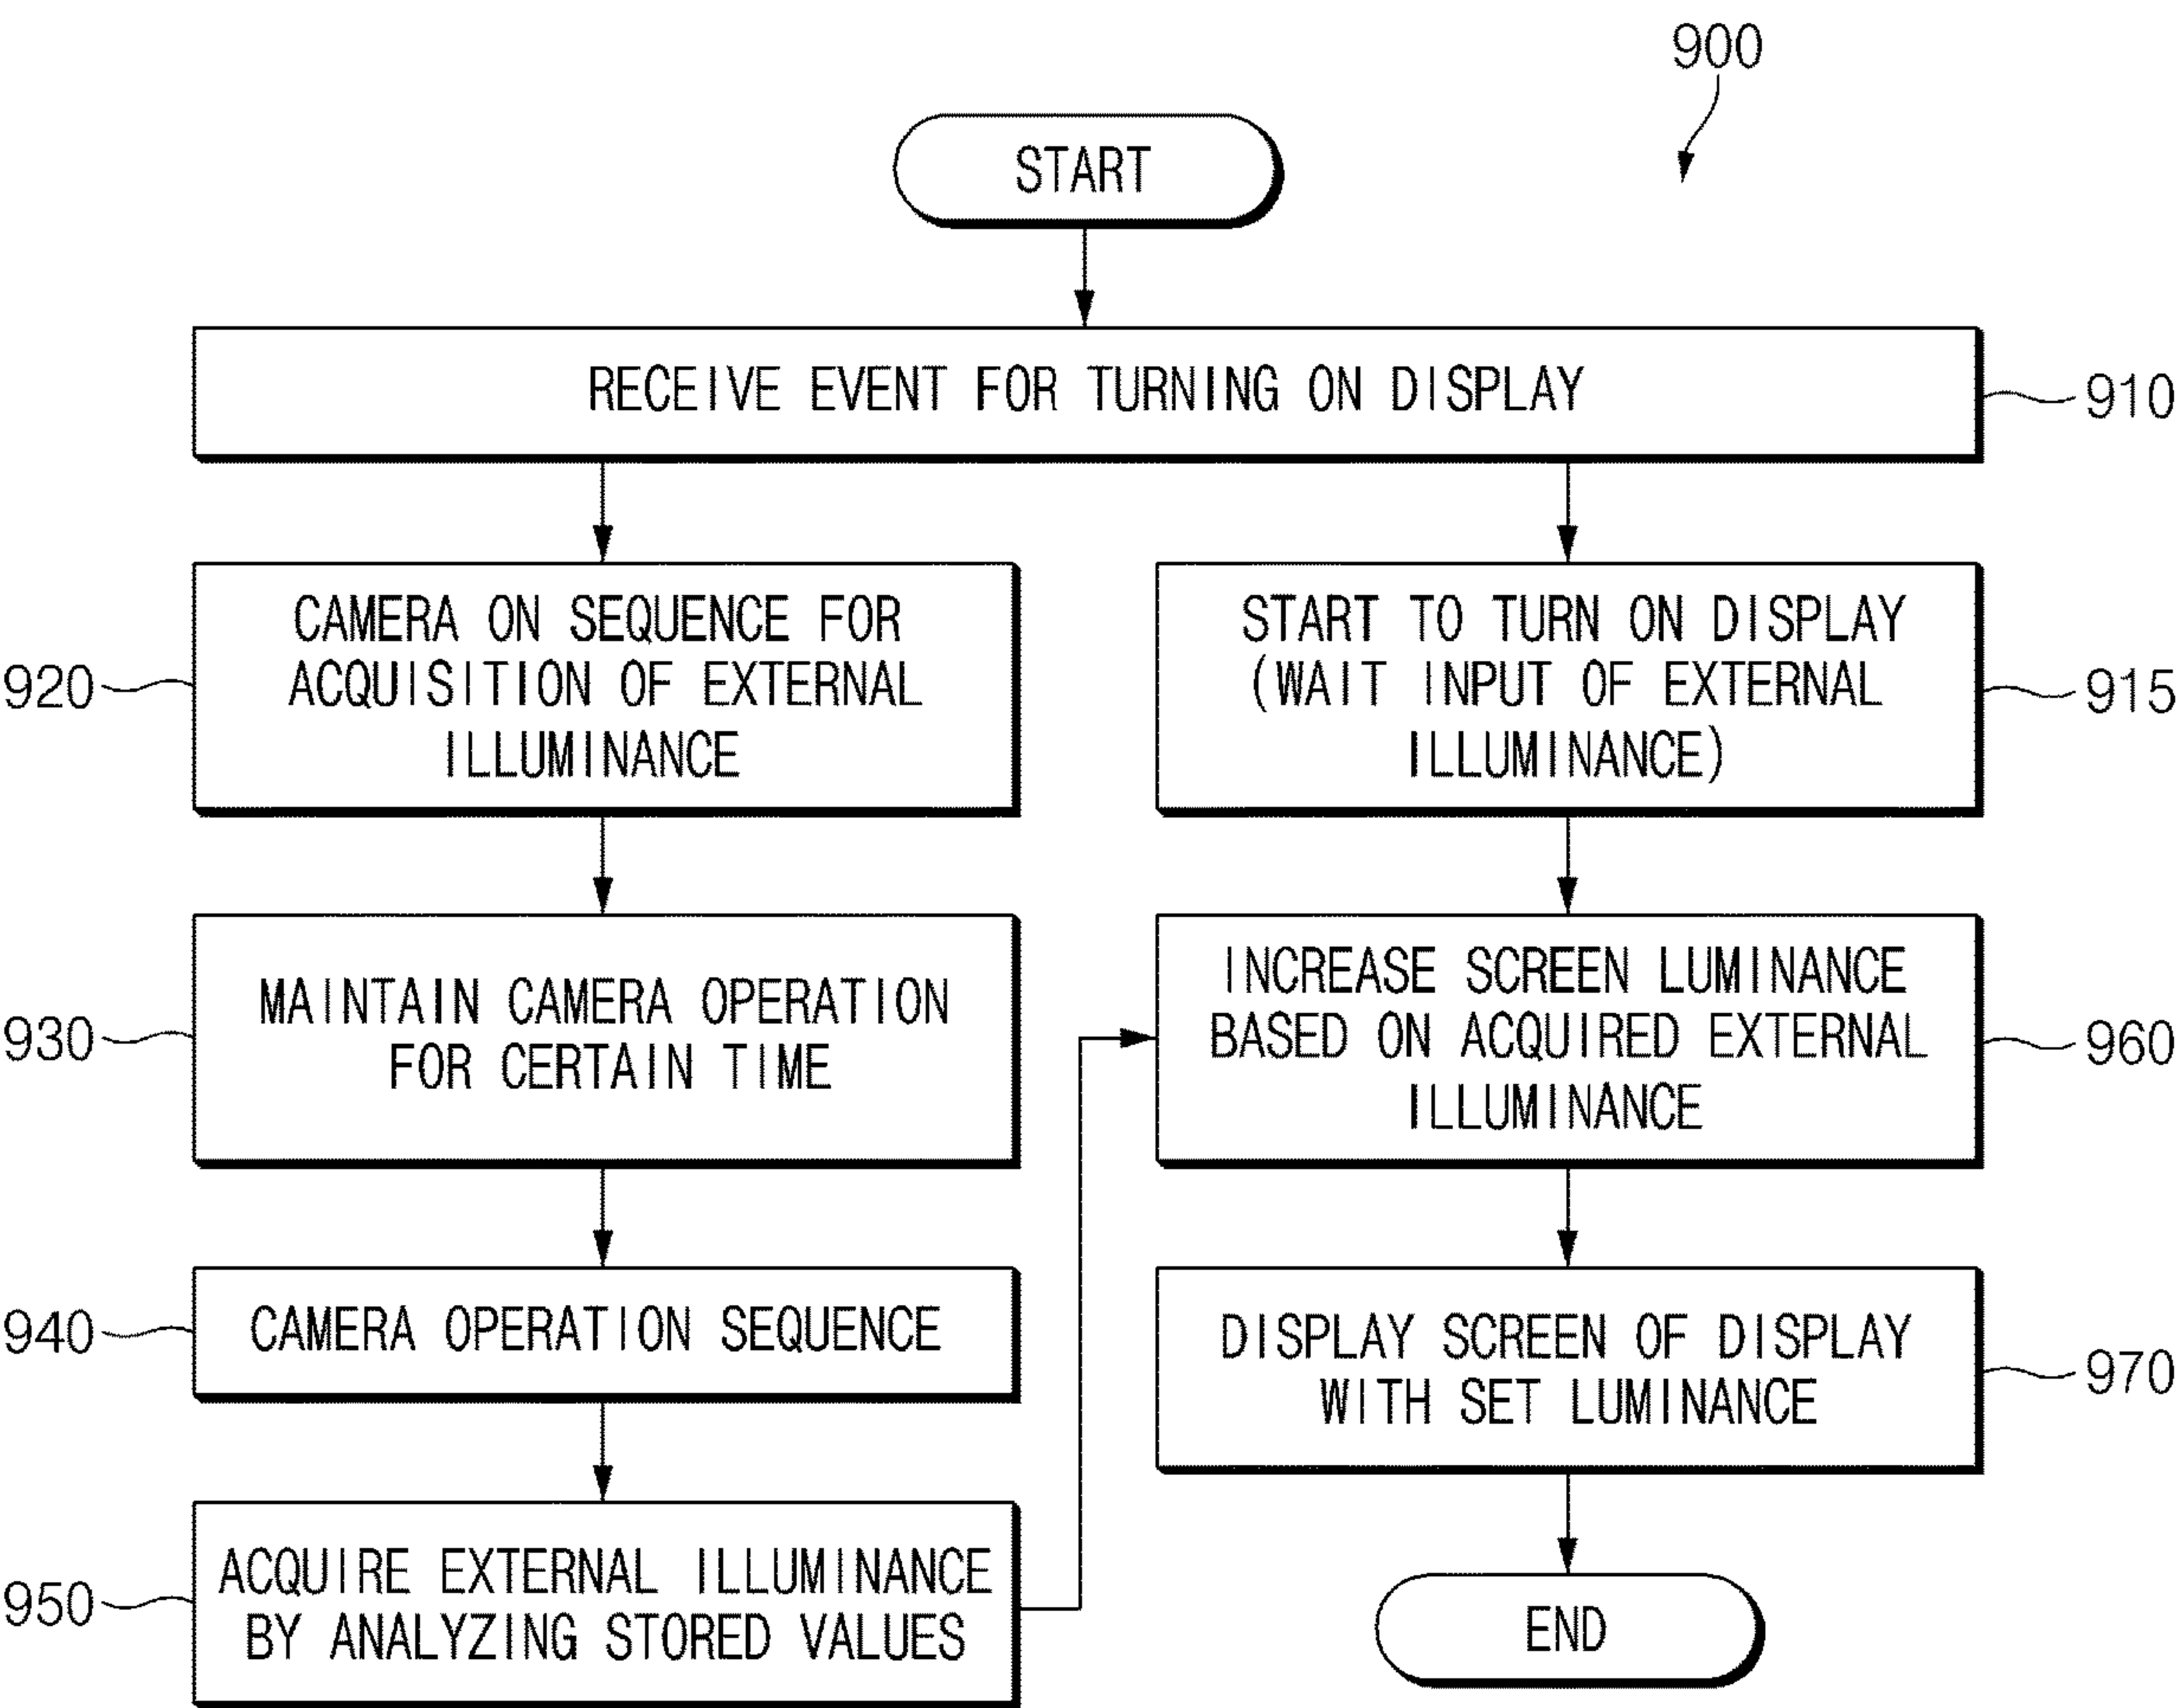 900
START
RECEIVE EVENT FOR TURNING ON DISPLAY
910
CAMERA ON SEQUENCE FOR
ACQUISITION OF EXTERNAL
ILLUMINANCE
920
START TO TURN ON DISPLAY
(WAIT INPUT OF EXTERNAL
ILLUMINANCE)
915
MAINTAIN CAMERA OPERATION
FOR CERTAIN TIME
930
INCREASE SCREEN LUMINANCE
BASED ON ACQUIRED EXTERNAL
ILLUMINANCE
960
CAMERA OPERATION SEQUENCE
940
DISPLAY SCREEN OF DISPLAY
WITH SET LUMINANCE
970
ACQUIRE EXTERNAL ILLUMINANCE
BY ANALYZING STORED VALUES
950
END